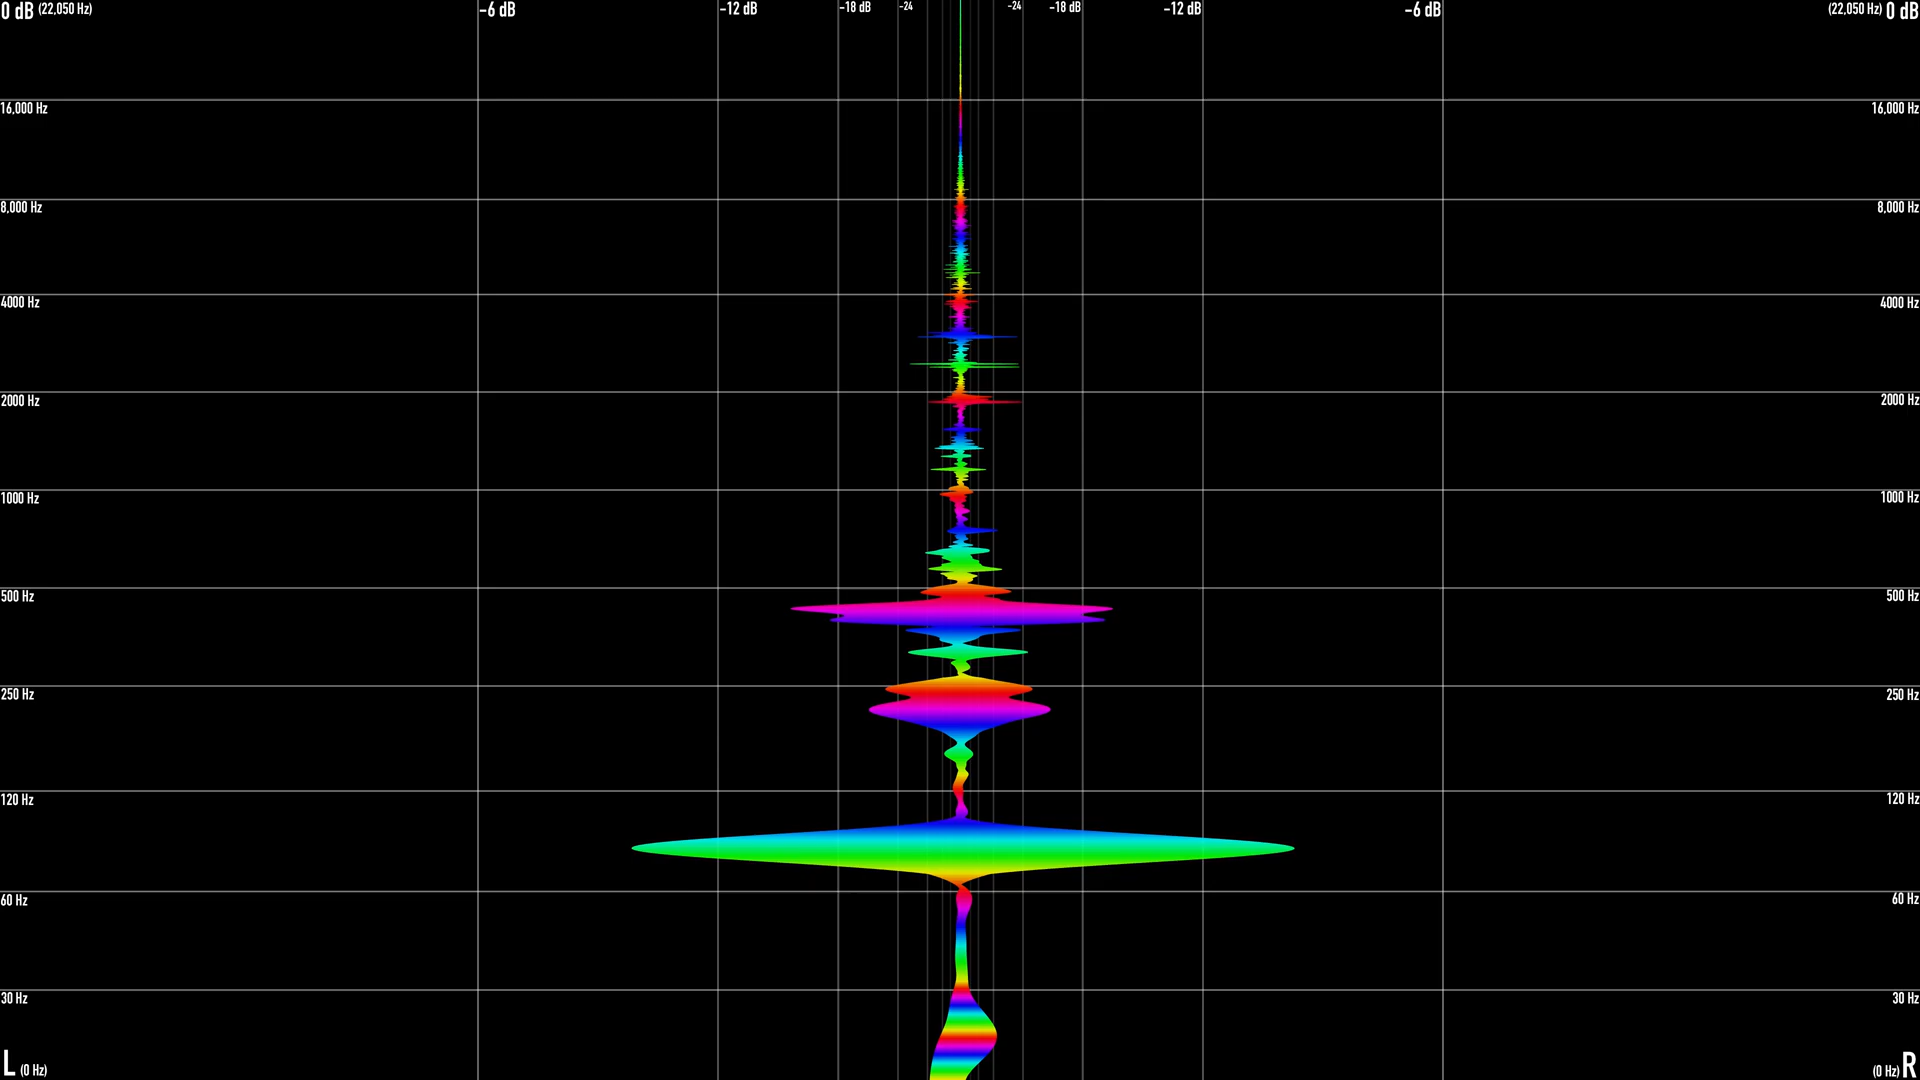 0 dB (22,050 Hz) -6 dB -12 dB -18 dB -24 -24 -18 dB -12 dB -6 dB (22,050 Hz) 0 dB
16,000 Hz 16,000 Hz
8,000 Hz 8,000 Hz
4000 Hz 4000 Hz
2000 Hz 2000 Hz
1000 Hz 1000 Hz
500 Hz 500 Hz
250 Hz 250 Hz
120 Hz 120 Hz
60 Hz 60 Hz
30 Hz 30 Hz
L (0 Hz) (0 Hz) R